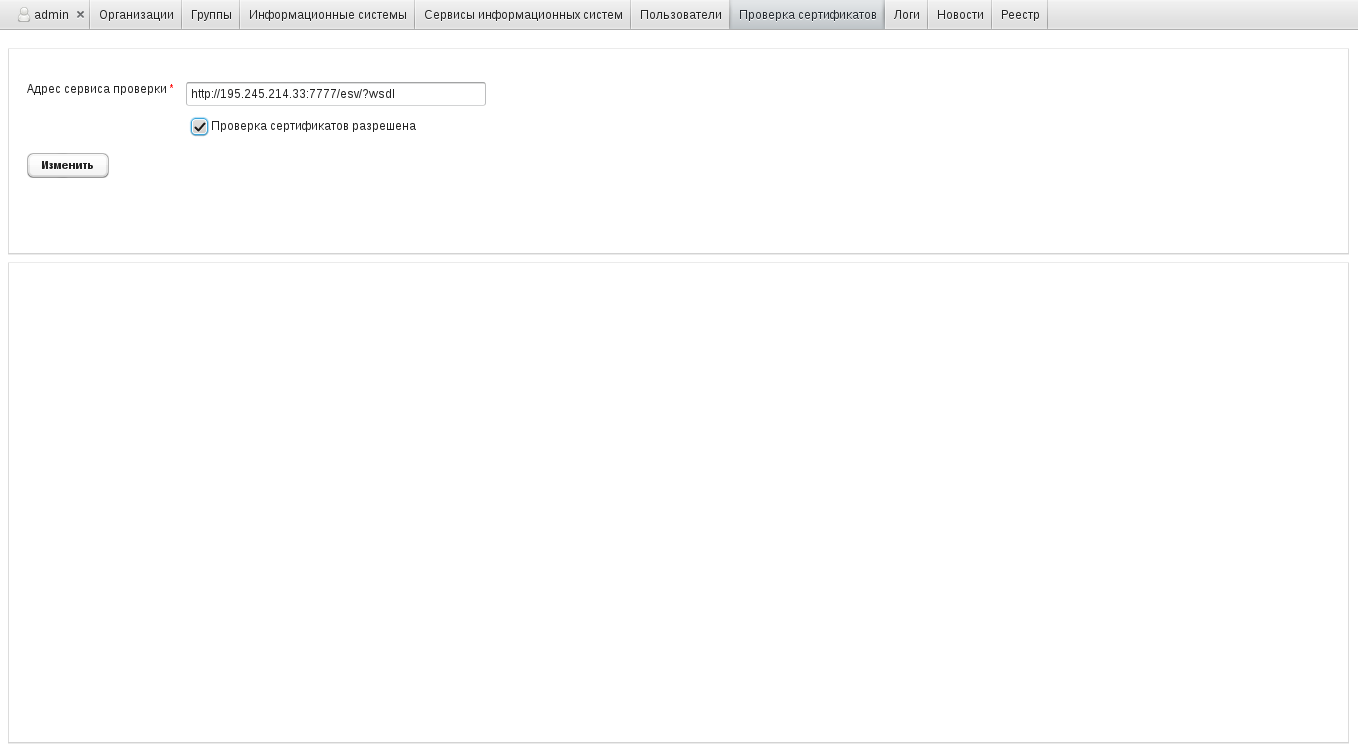 admin Организации Группы Информационные системы Сервисы информационных систем Пользователи Проверка сертификатов Логи Новости Реестр
Адрес сервиса проверки * http://195.245.214.33:7777/esv/?wsdl
Проверка сертификатов разрешена
Изменить